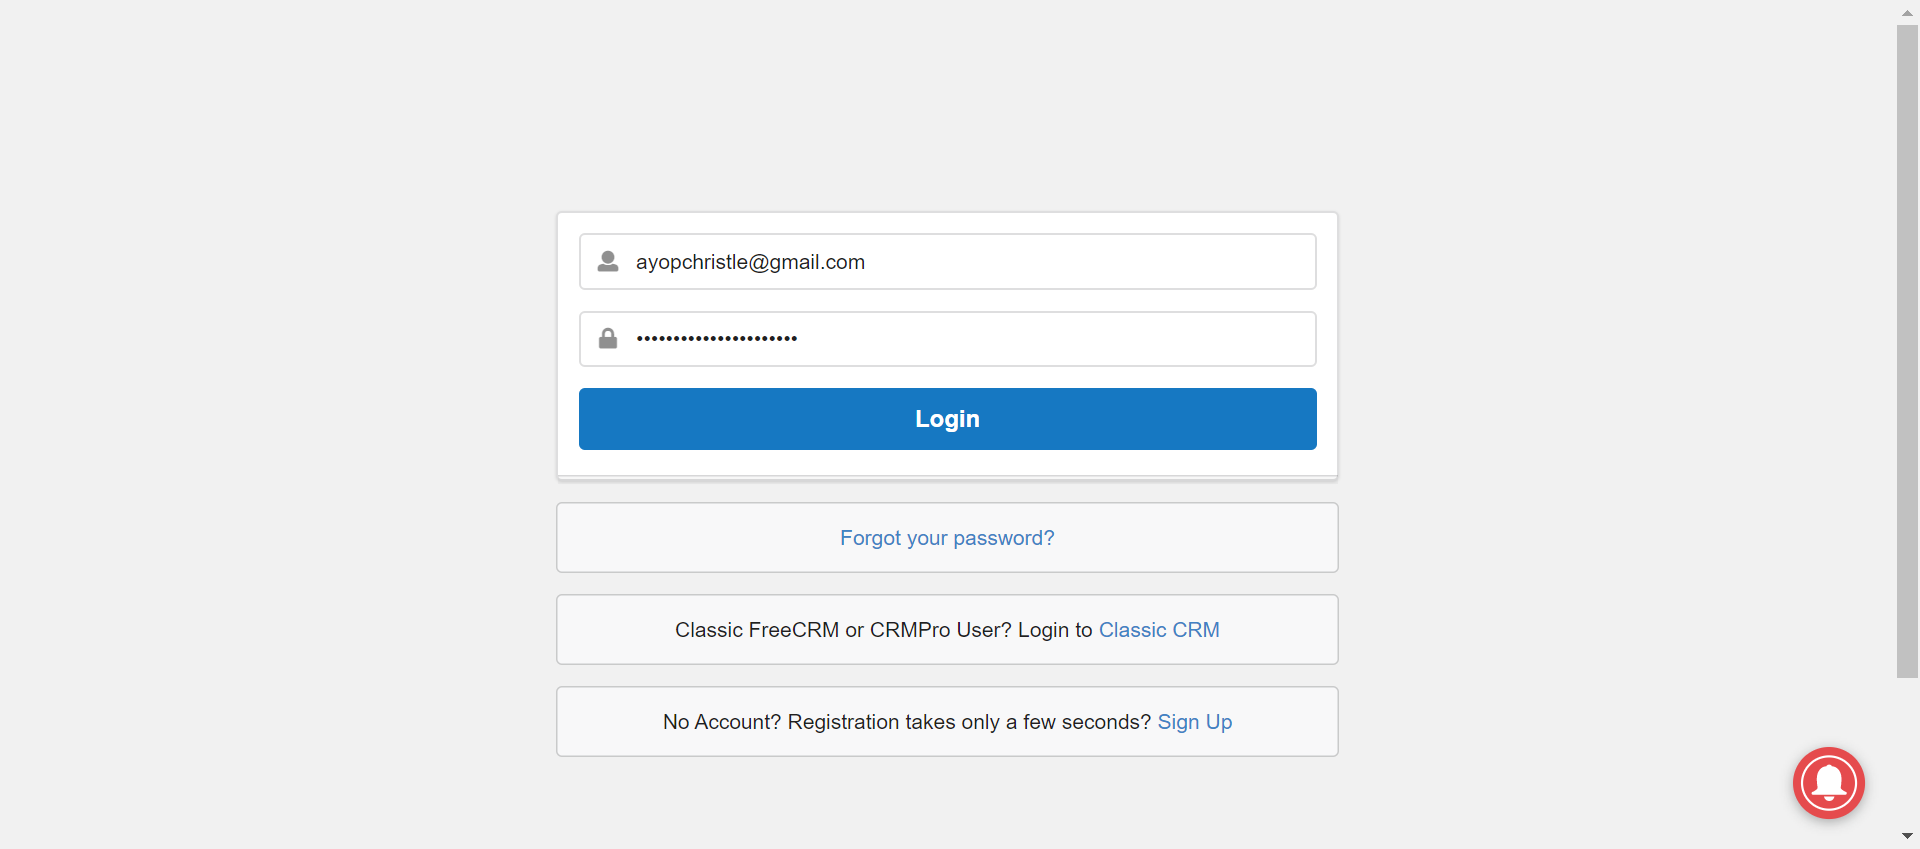 ayopchristle@gmail.com
••••••••••••••••••••••
Login
Forgot your password?
Classic FreeCRM or CRMPro User? Login to Classic CRM
No Account? Registration takes only a few seconds? Sign Up